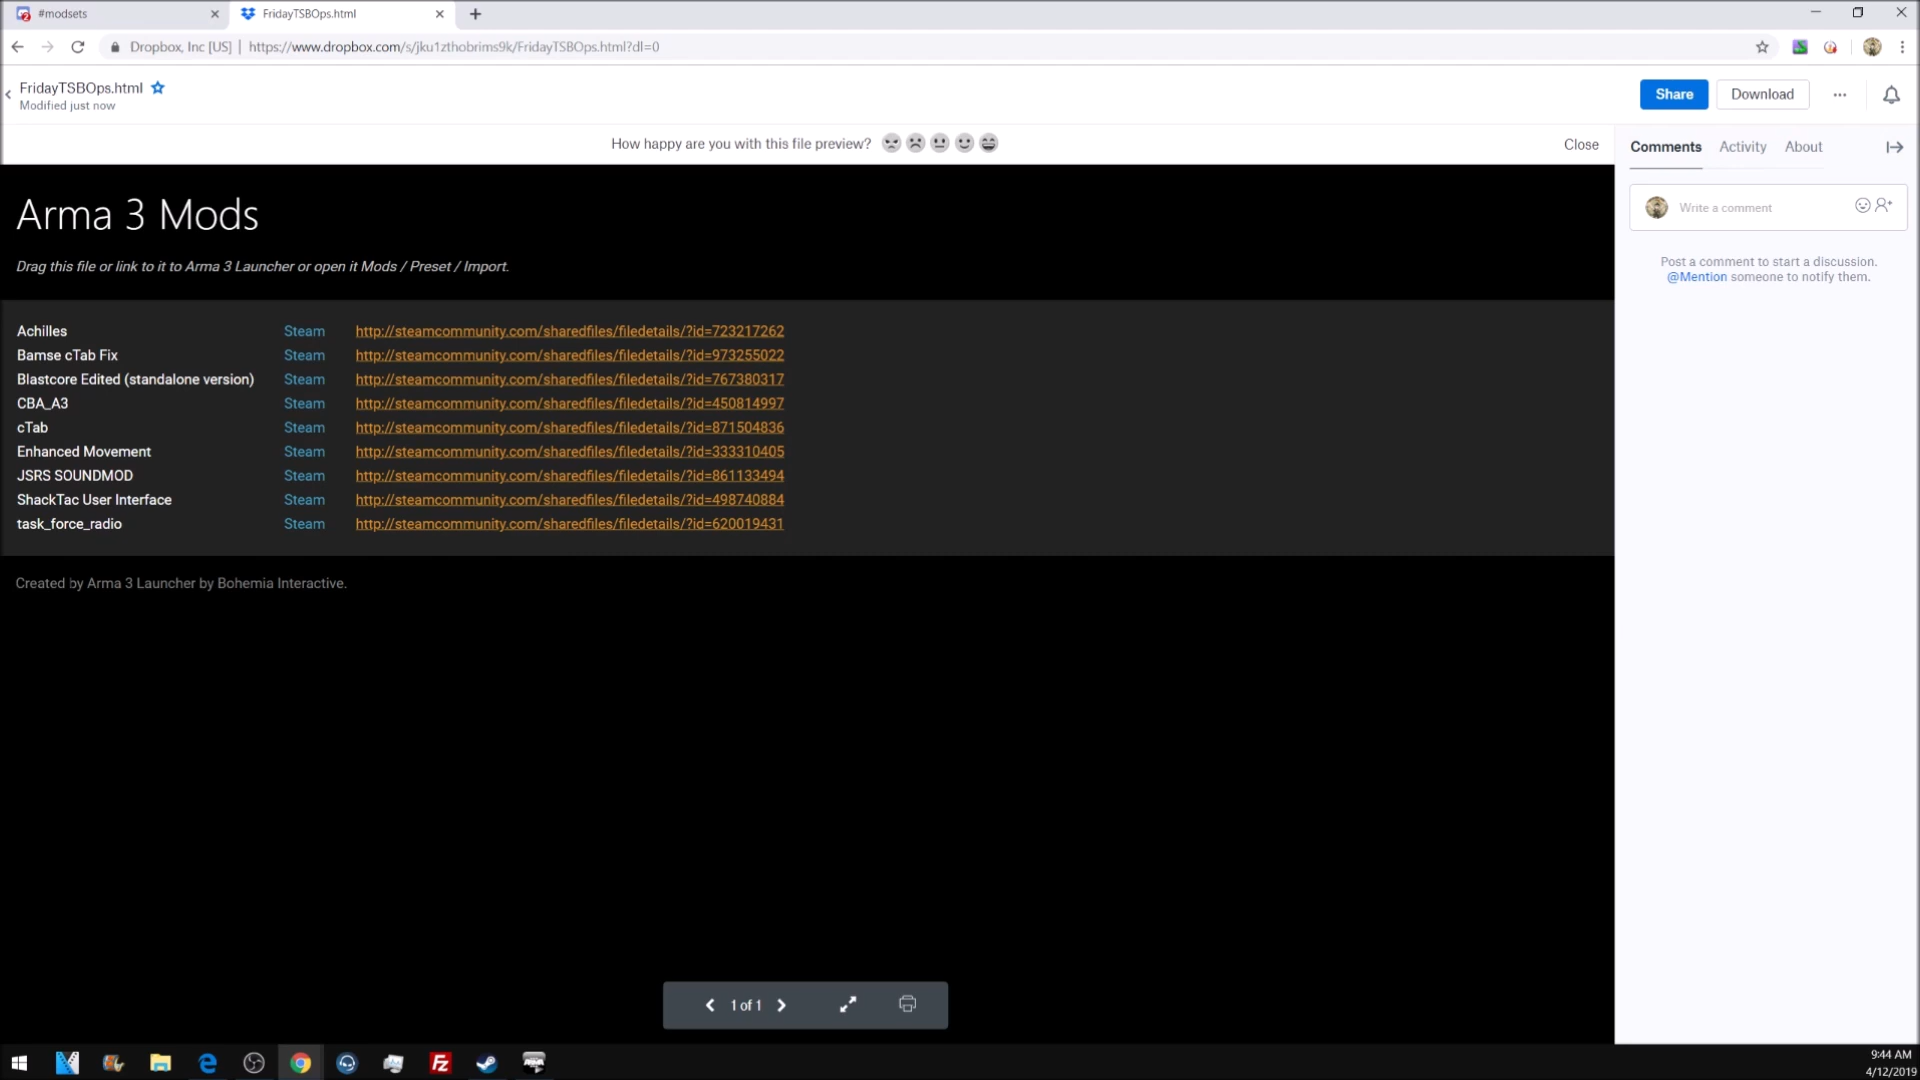 #modsets
FridayTSBOps.html
Dropbox, Inc [US] | https://www.dropbox.com/s/jku1zthobrims9k/FridayTSBOps.html?dl=0
FridayTSBOps.html
Modified just now
Share
Download
How happy are you with this file preview?
Close
Comments
Activity
About
Write a comment
Post a comment to start a discussion.
@Mention someone to notify them.
Arma 3 Mods
Drag this file or link to it to Arma 3 Launcher or open it Mods / Preset / Import.
Achilles Steam http://steamcommunity.com/sharedfiles/filedetails/?id=723217262
Bamse cTab Fix Steam http://steamcommunity.com/sharedfiles/filedetails/?id=973255022
Blastcore Edited (standalone version) Steam http://steamcommunity.com/sharedfiles/filedetails/?id=767380317
CBA_A3 Steam http://steamcommunity.com/sharedfiles/filedetails/?id=450814997
cTab Steam http://steamcommunity.com/sharedfiles/filedetails/?id=871504836
Enhanced Movement Steam http://steamcommunity.com/sharedfiles/filedetails/?id=333310405
JSRS SOUNDMOD Steam http://steamcommunity.com/sharedfiles/filedetails/?id=861133494
ShackTac User Interface Steam http://steamcommunity.com/sharedfiles/filedetails/?id=498740884
task_force_radio Steam http://steamcommunity.com/sharedfiles/filedetails/?id=620019431
Created by Arma 3 Launcher by Bohemia Interactive.
1 of 1
9:44 AM
4/12/2019